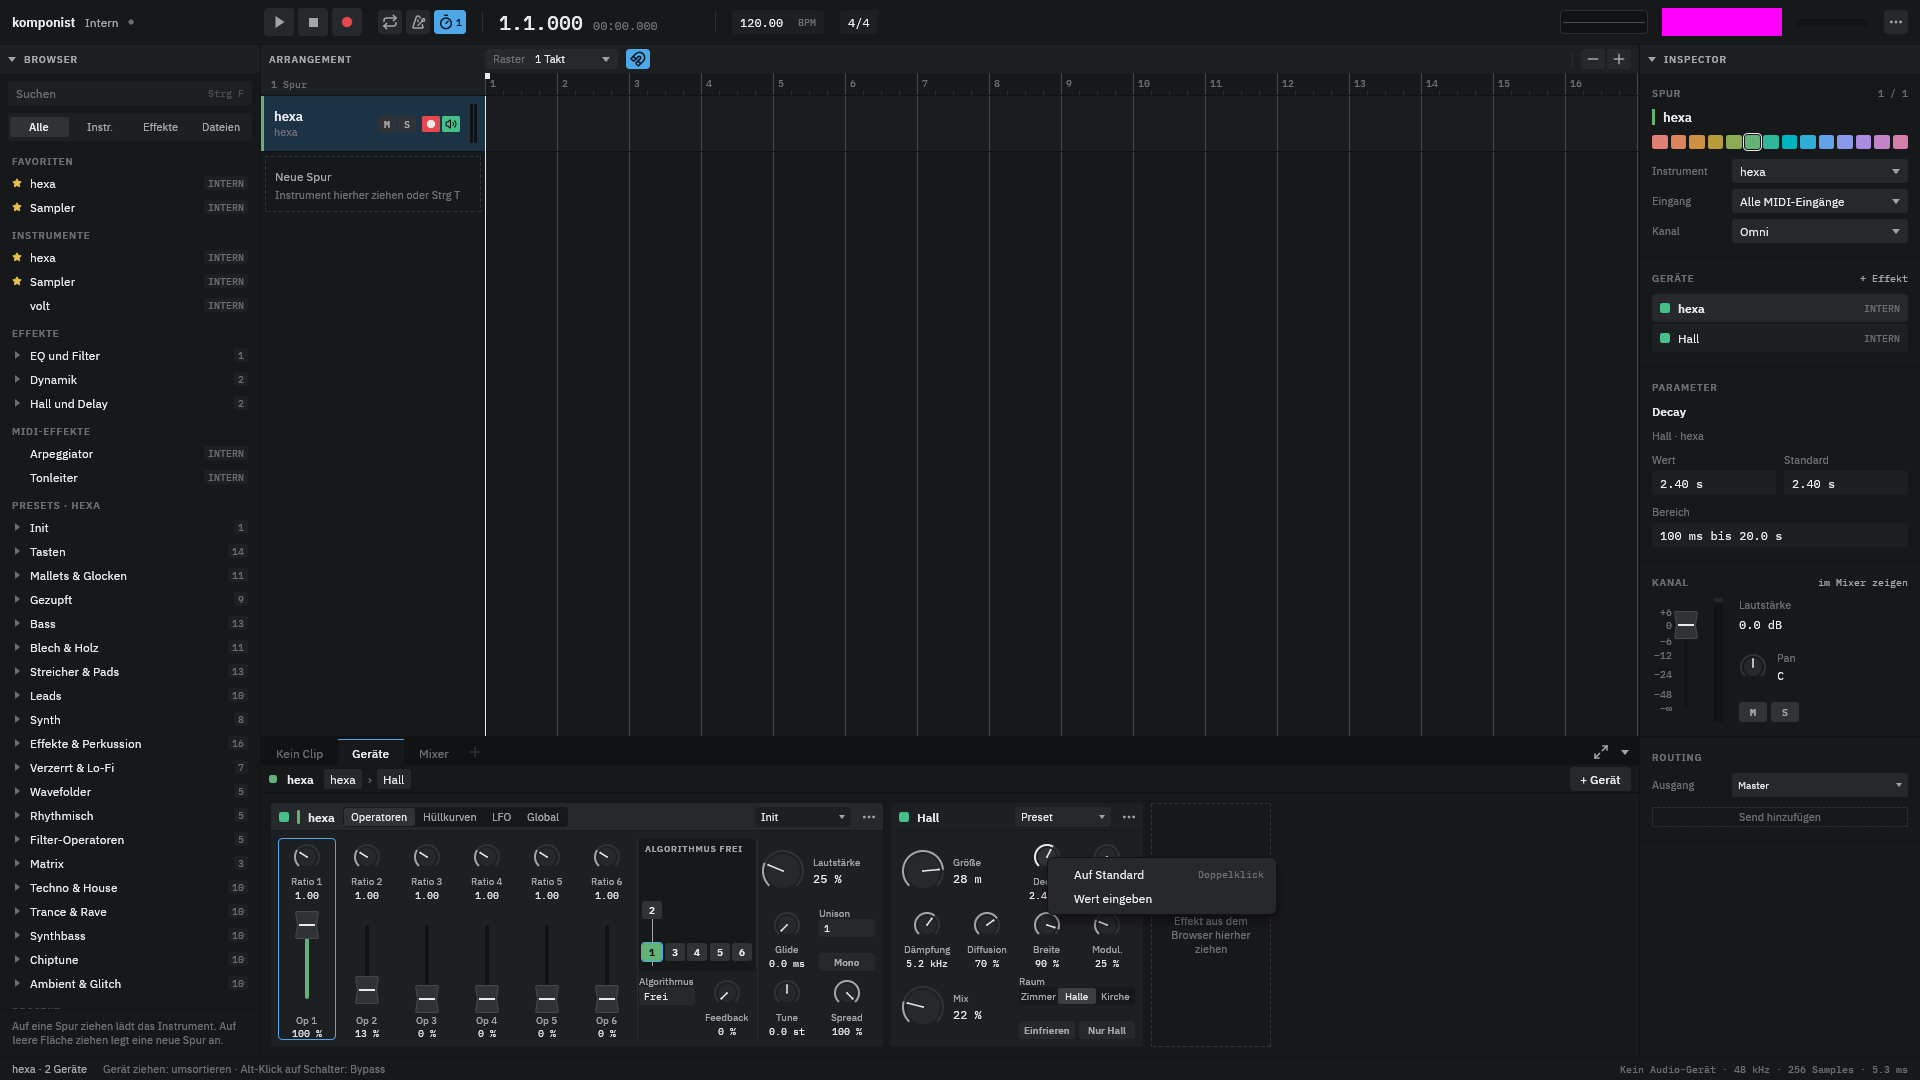 komponist Intern
1
1.1.000 00:00.000
120.00 BPM 4/4
BROWSER
Suchen Strg F
Alle Instr. Effekte Dateien
FAVORITEN
hexa INTERN
Sampler INTERN
INSTRUMENTE
hexa INTERN
Sampler INTERN
volt INTERN
EFFEKTE
EQ und Filter 1
Dynamik 2
Hall und Delay 2
MIDI-EFFEKTE
Arpeggiator INTERN
Tonleiter INTERN
PRESETS · HEXA
Init 1
Tasten 14
Mallets & Glocken 11
Gezupft 9
Bass 13
Blech & Holz 11
Streicher & Pads 13
Leads 10
Synth 8
Effekte & Perkussion 16
Verzerrt & Lo-Fi 7
Wavefolder 5
Rhythmisch 5
Filter-Operatoren 5
Matrix 3
Techno & House 10
Trance & Rave 10
Synthbass 10
Chiptune 10
Ambient & Glitch 10
Auf eine Spur ziehen lädt das Instrument. Auf
leere Fläche ziehen legt eine neue Spur an.
ARRANGEMENT
Raster 1 Takt
1 Spur
1 2 3 4 5 6 7 8 9 10 11 12 13 14 15 16
hexa
hexa
M S
Neue Spur
Instrument hierher ziehen oder Strg T
Kein Clip Geräte Mixer
hexa hexa › Hall
+ Gerät
hexa Operatoren Hüllkurven LFO Global Init
Ratio 1 Ratio 2 Ratio 3 Ratio 4 Ratio 5 Ratio 6
1.00 1.00 1.00 1.00 1.00 1.00
Op 1 Op 2 Op 3 Op 4 Op 5 Op 6
100 % 13 % 0 % 0 % 0 % 0 %
ALGORITHMUS FREI
2
1 3 4 5 6
Algorithmus
Frei
Feedback
0 %
Lautstärke
25 %
Unison
1
Glide
0.0 ms
Mono
Tune
0.0 st
Spread
100 %
Hall Preset
Größe
28 m
Auf Standard Doppelklick
Wert eingeben
Dämpfung Diffusion Breite Modul.
5.2 kHz 70 % 90 % 25 %
Mix
22 %
Raum
Zimmer Halle Kirche
Einfrieren Nur Hall
Effekt aus dem
Browser hierher
ziehen
INSPECTOR
SPUR 1 / 1
hexa
Instrument hexa
Eingang Alle MIDI-Eingänge
Kanal Omni
GERÄTE + Effekt
hexa INTERN
Hall INTERN
PARAMETER
Decay
Hall · hexa
Wert Standard
2.40 s 2.40 s
Bereich
100 ms bis 20.0 s
KANAL im Mixer zeigen
+6
0
−6
−12
−24
−48
−∞
Lautstärke
0.0 dB
Pan
C
M S
ROUTING
Ausgang Master
Send hinzufügen
hexa · 2 Geräte Gerät ziehen: umsortieren · Alt-Klick auf Schalter: Bypass
Kein Audio-Gerät · 48 kHz · 256 Samples · 5.3 ms